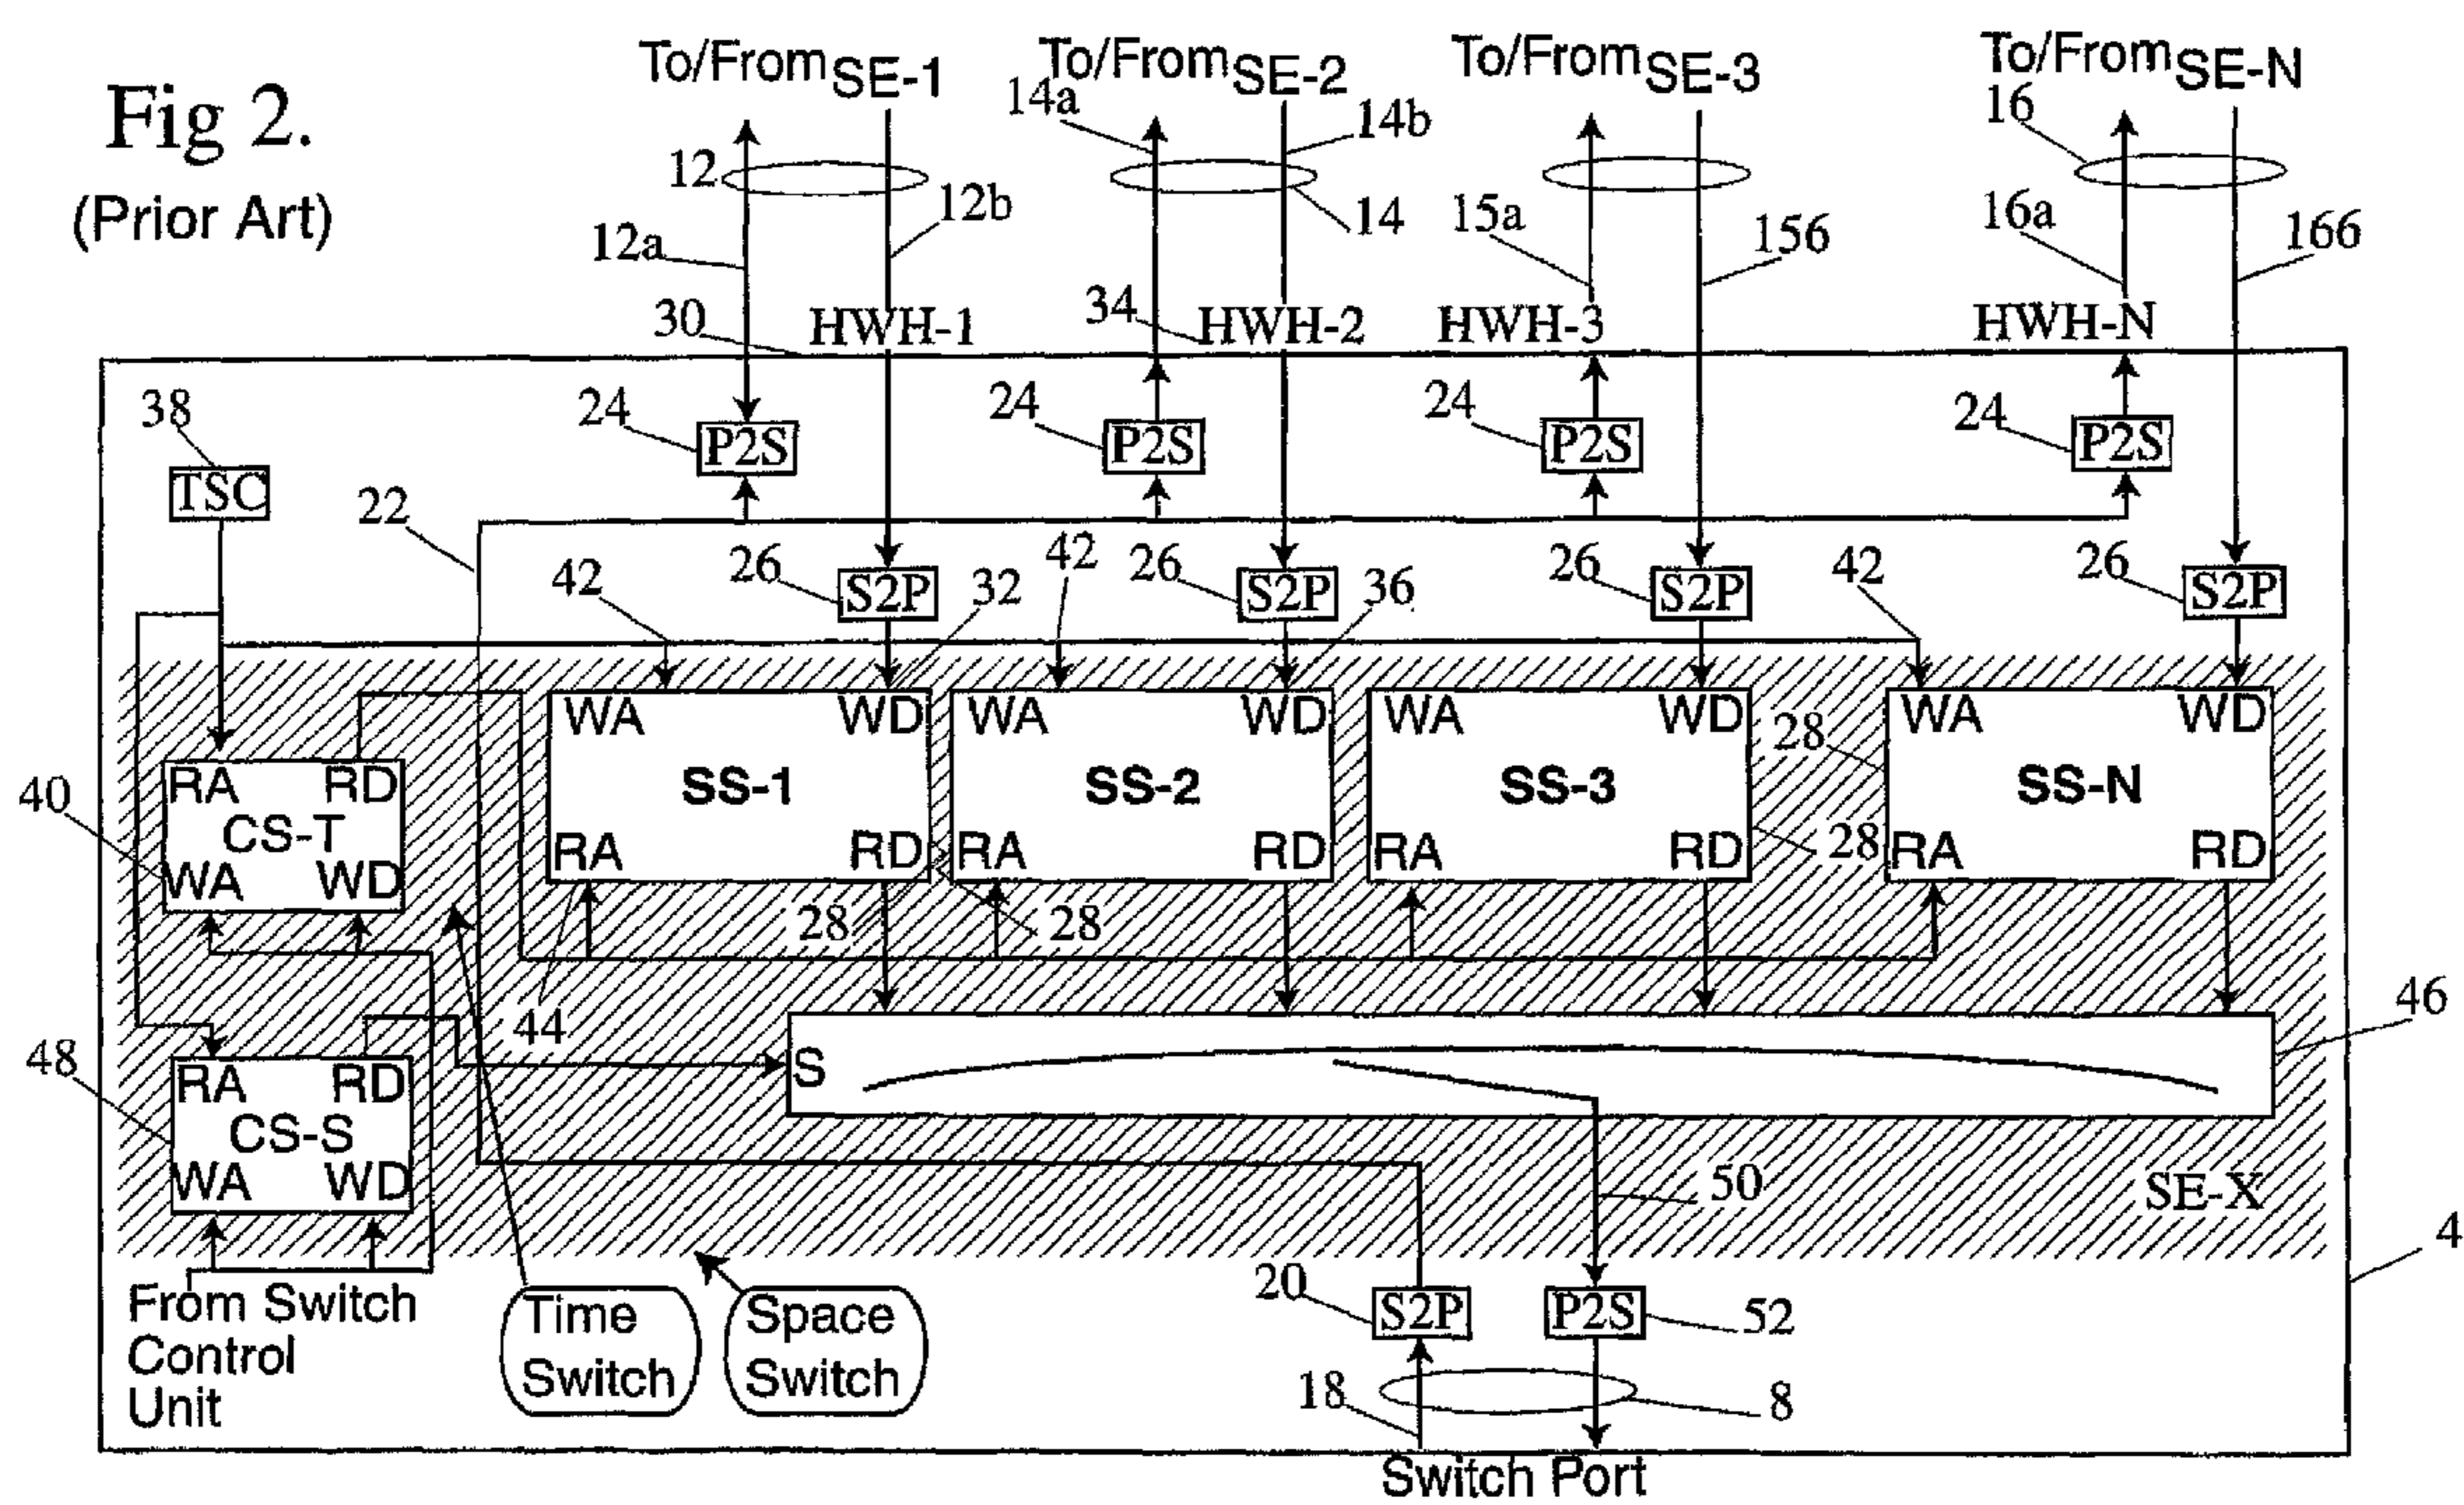 Fig 2.
(Prior Art)
To/From SE-1
To/From SE-2
To/From SE-3
To/From SE-N
14a
14b
16
12
12b
14
15a
156
16a
166
12a
30
HWH-1
34
HWH-2
HWH-3
HWH-N
38
24
P2S
24
P2S
24
P2S
24
P2S
TSC
22
42
26
S2P
32
42
26
S2P
36
26
S2P
42
26
S2P
WA WD
SS-1
RA RD
WA WD
SS-2
RA RD
WA WD
SS-3
RA RD
28
WA WD
SS-N
RA RD
40
RA RD
CS-T
WA WD
28
28
28
44
46
48
RA RD
CS-S
WA WD
S
50
SE-X
4
From Switch
Control
Unit
Time
Switch
Space
Switch
20
S2P
P2S
52
18
8
Switch Port